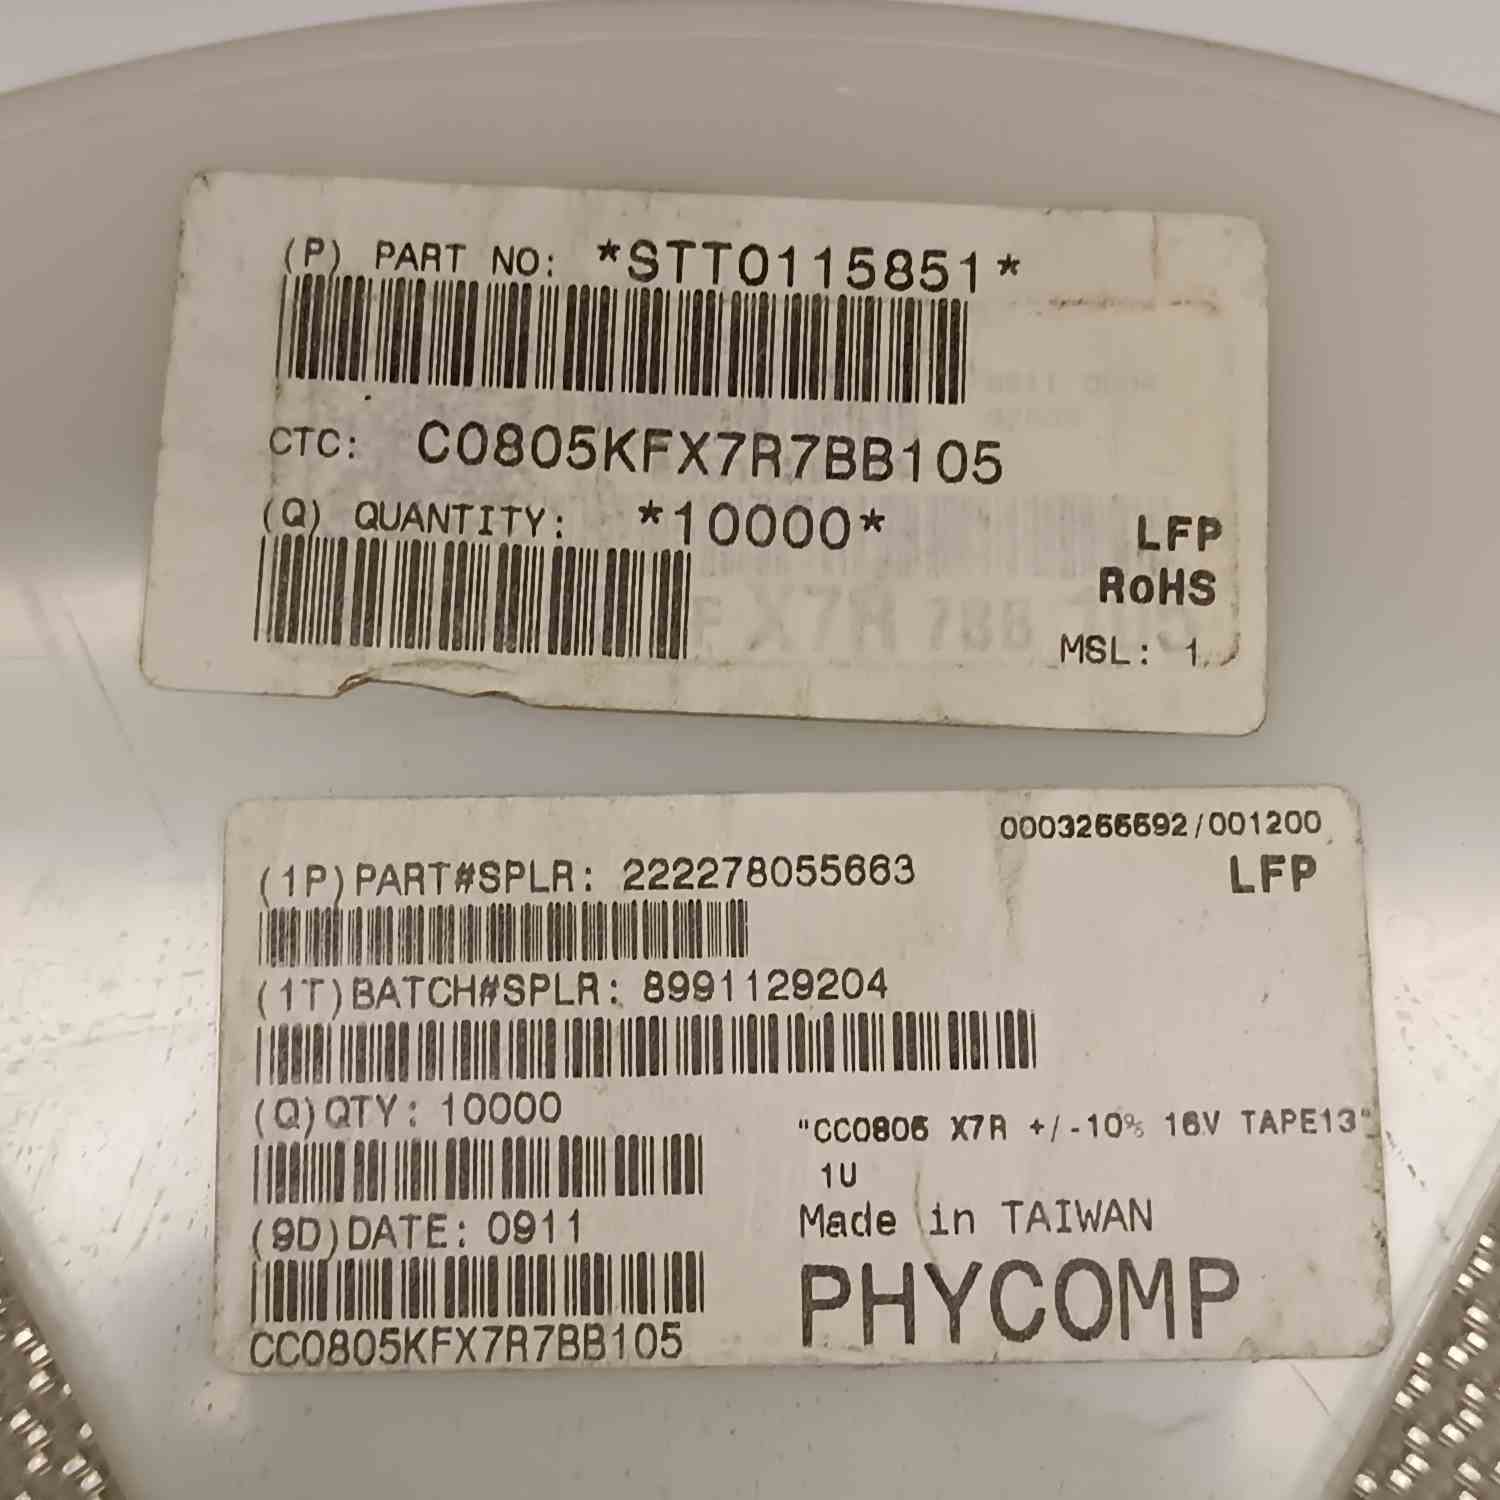 (P) PART NO: *STT0115851*
CTC: C0805KFX7R7BB105
(Q) QUANTITY: *10000*
LFP
RoHS
MSL: 1
0003266692/001200
(1P)PART#SPLR: 222278055663
LFP
(1T)BATCH#SPLR: 8991129204
(Q)QTY: 10000
"CC0805 X7R +/-10% 16V TAPE13"
1U
(9D)DATE: 0911
Made in TAIWAN
PHYCOMP
CC0805KFX7R7BB105